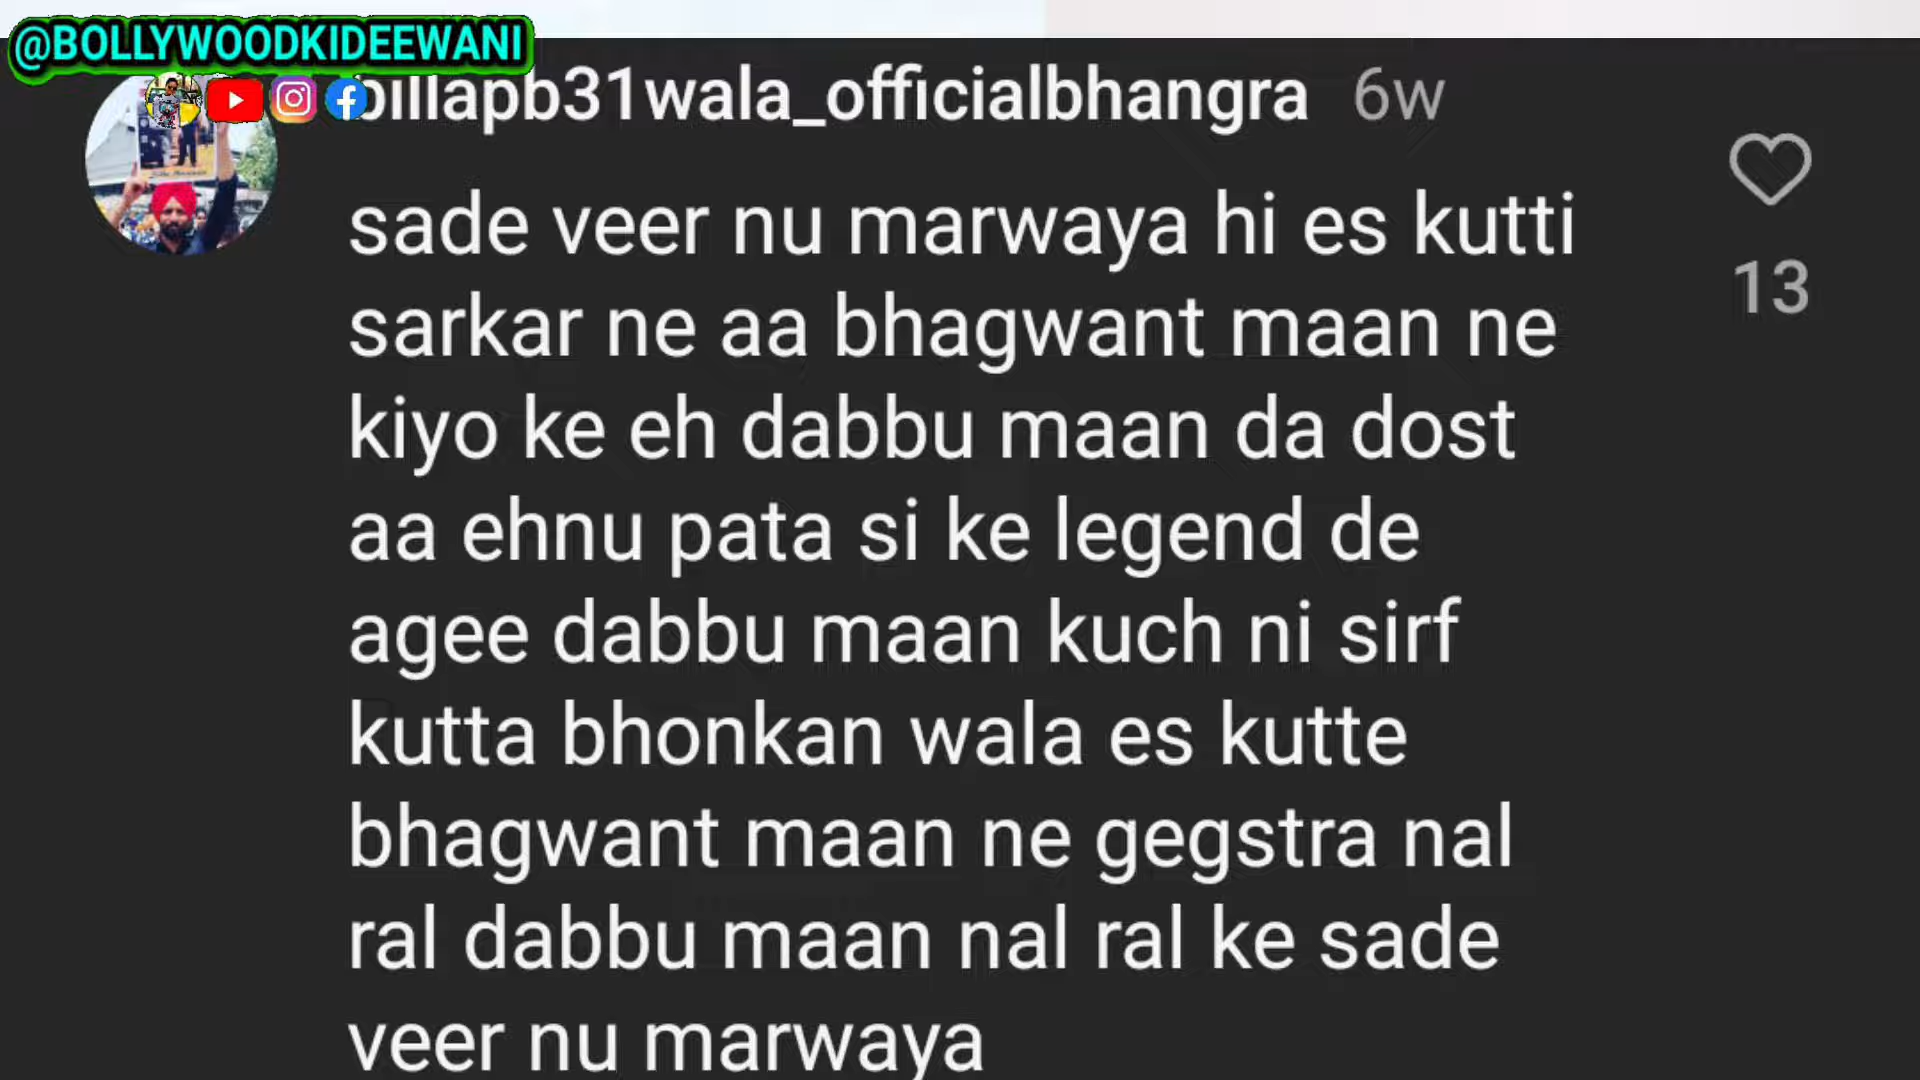 @BOLLYWOODKIDEEWANI
billapb31wala_officialbhangra 6w
sade veer nu marwaya hi es kutti
sarkar ne aa bhagwant maan ne
kiyo ke eh dabbu maan da dost
aa ehnu pata si ke legend de
agee dabbu maan kuch ni sirf
kutta bhonkan wala es kutte
bhagwant maan ne gegstra nal
ral dabbu maan nal ral ke sade
veer nu marwaya
13